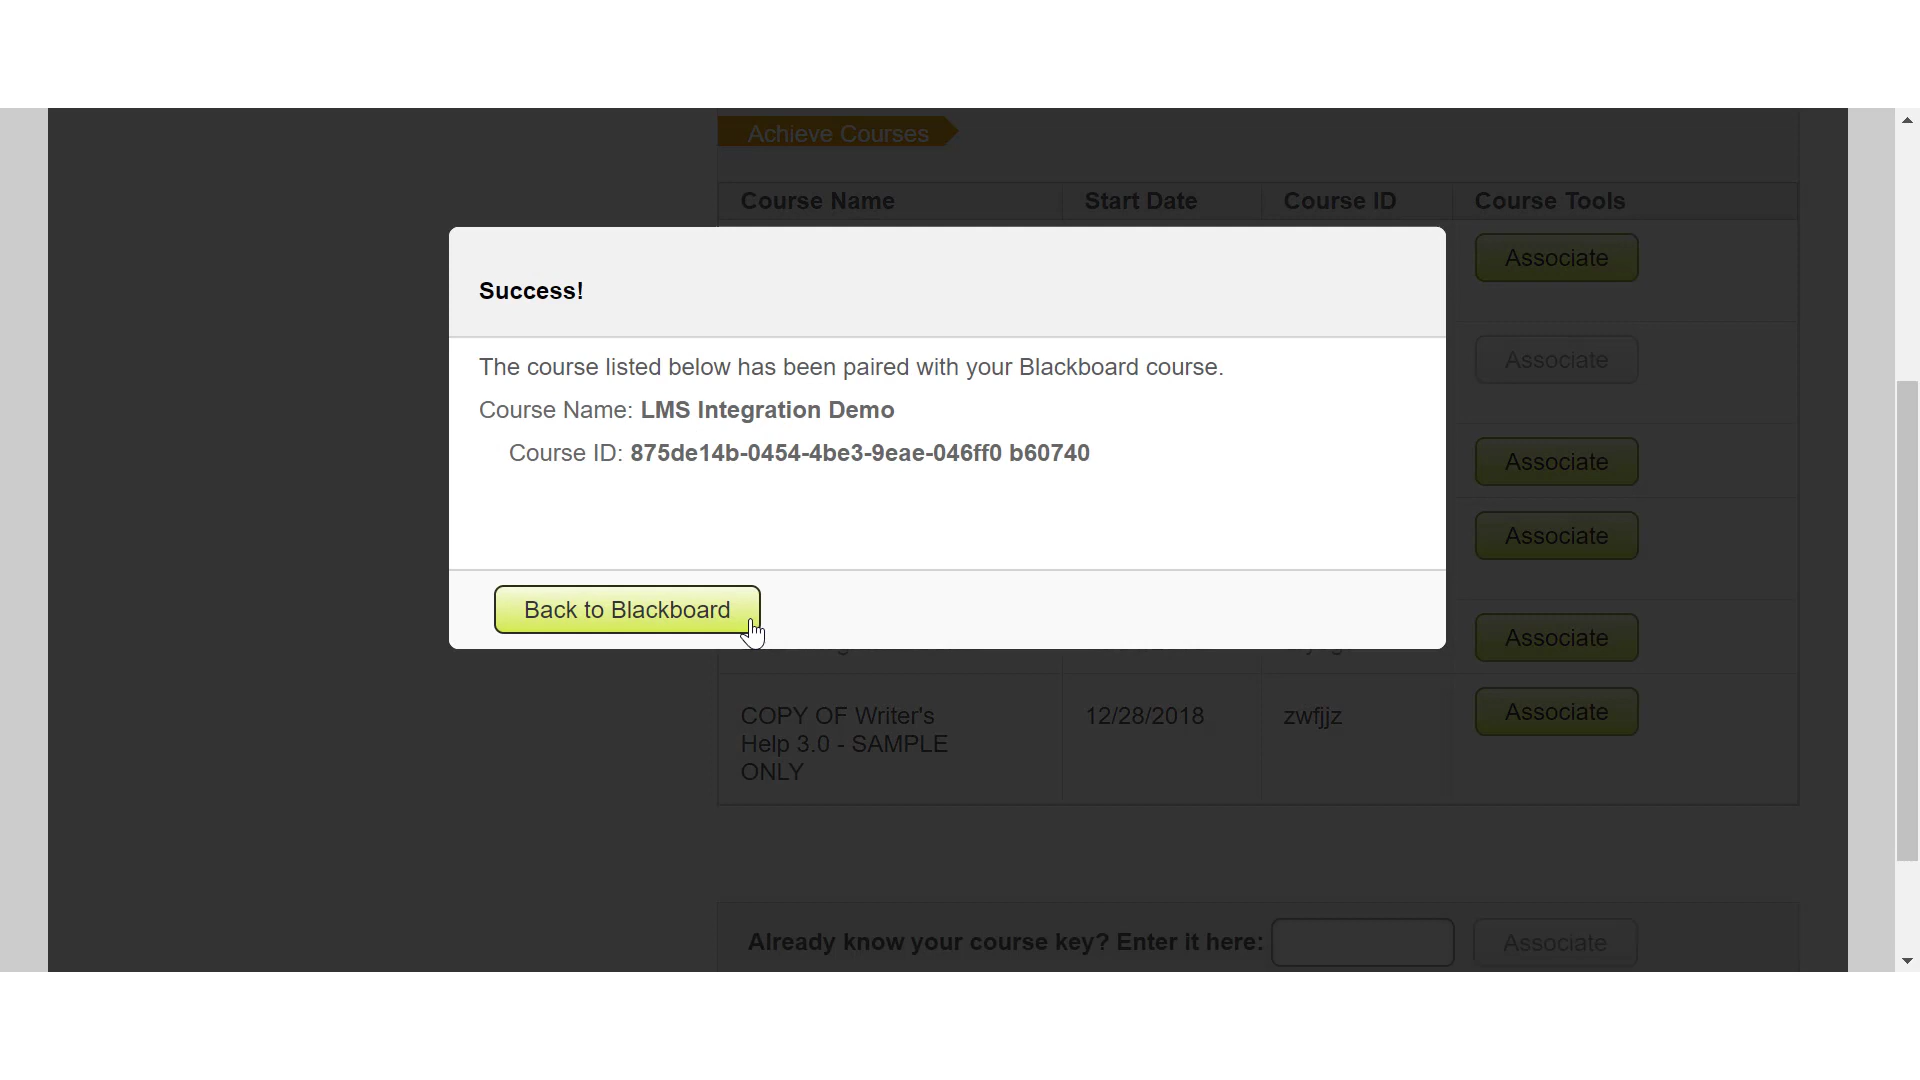 Achieve Courses
Course Name Start Date Course ID Course Tools
Associate
Success!
Associate
The course listed below has been paired with your Blackboard course.
Course Name: LMS Integration Demo
Course ID: 875de14b-0454-4be3-9eae-046ff0 b60740
Associate
Associate
Back to Blackboard
Associate
COPY OF Writer's
Help 3.0 - SAMPLE
ONLY
12/28/2018
zwfjjz
Associate
Already know your course key? Enter it here:
Associate